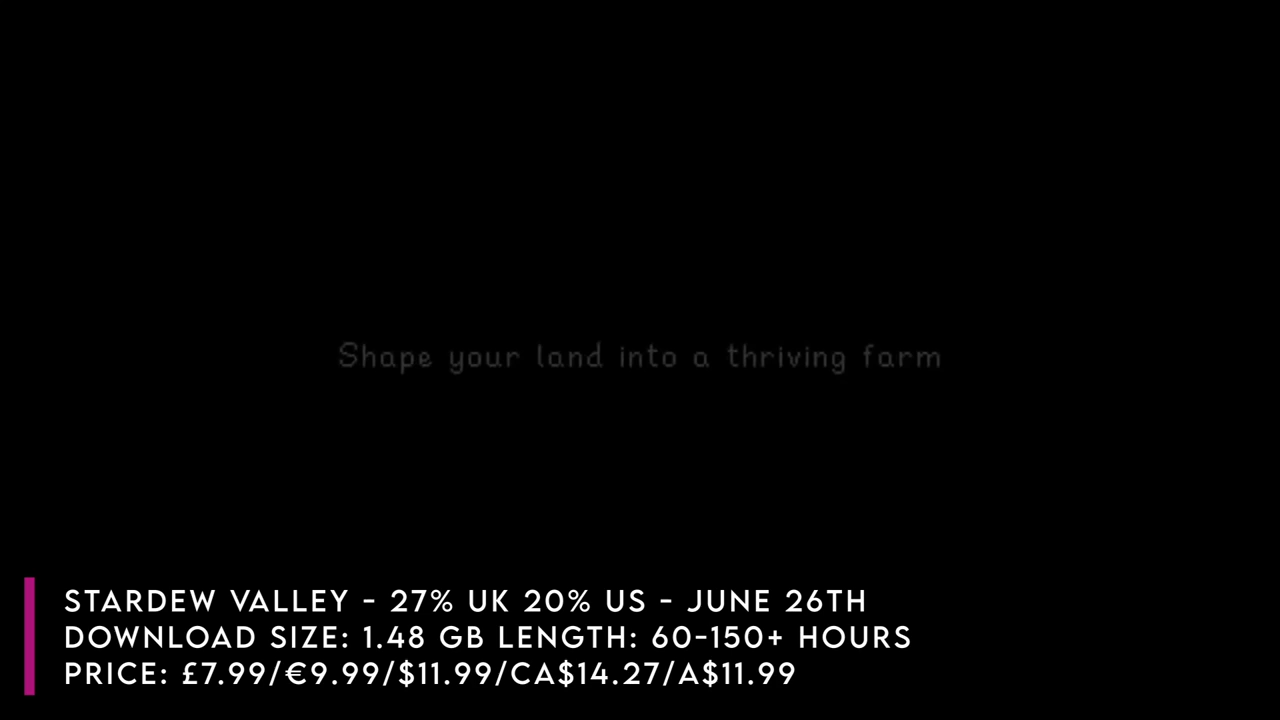 Shape your land into a thriving farm
STARDEW VALLEY - 27% UK 20% US - JUNE 26TH
DOWNLOAD SIZE: 1.48 GB LENGTH: 60-150+ HOURS
PRICE: £7.99/€9.99/$11.99/CA$14.27/A$11.99